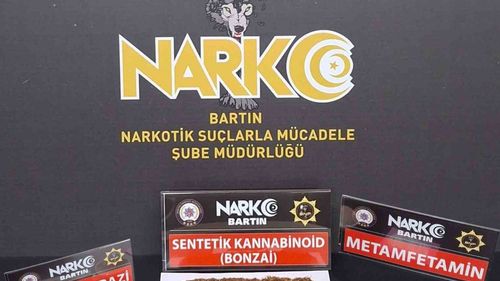 NARKO
BARTIN
NARKOTİK SUÇLARLA MÜCADELE
ŞUBE MÜDÜRLÜĞÜ
NARKO
BARTIN
SENTETİK KANNABİNOİD
(BONZAİ)
NARKO
BARTIN
METAMFETAMİN
NARKO
BARTIN